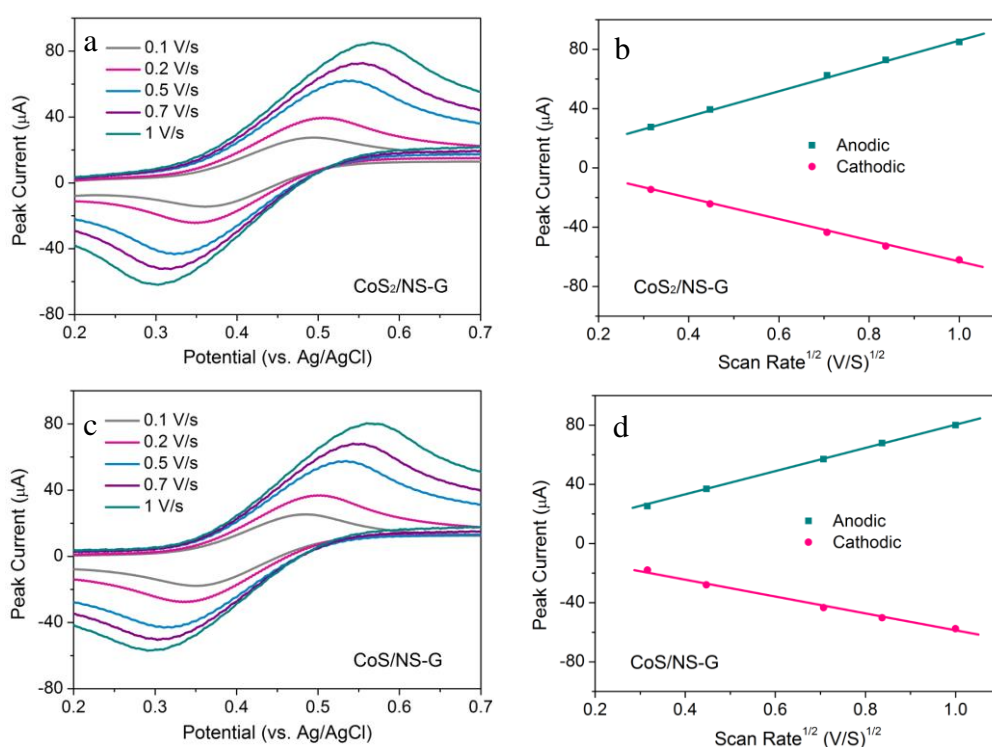 a
0.1 V/s
0.2 V/s
0.5 V/s
0.7 V/s
1 V/s
80
40
0
-40
-80
Peak Current (μA)
CoS₂/NS-G
0.2 0.3 0.4 0.5 0.6 0.7
Potential (vs. Ag/AgCl)
b
80
40
0
-40
-80
Peak Current (μA)
Anodic
Cathodic
CoS₂/NS-G
0.2 0.4 0.6 0.8 1.0
Scan Rate^1/2 (V/S)^1/2
c
0.1 V/s
0.2 V/s
0.5 V/s
0.7 V/s
1 V/s
80
40
0
-40
-80
Peak Current (μA)
CoS/NS-G
0.2 0.3 0.4 0.5 0.6 0.7
Potential (vs. Ag/AgCl)
d
80
40
0
-40
-80
Peak Current (μA)
Anodic
Cathodic
CoS/NS-G
0.2 0.4 0.6 0.8 1.0
Scan Rate^1/2 (V/S)^1/2